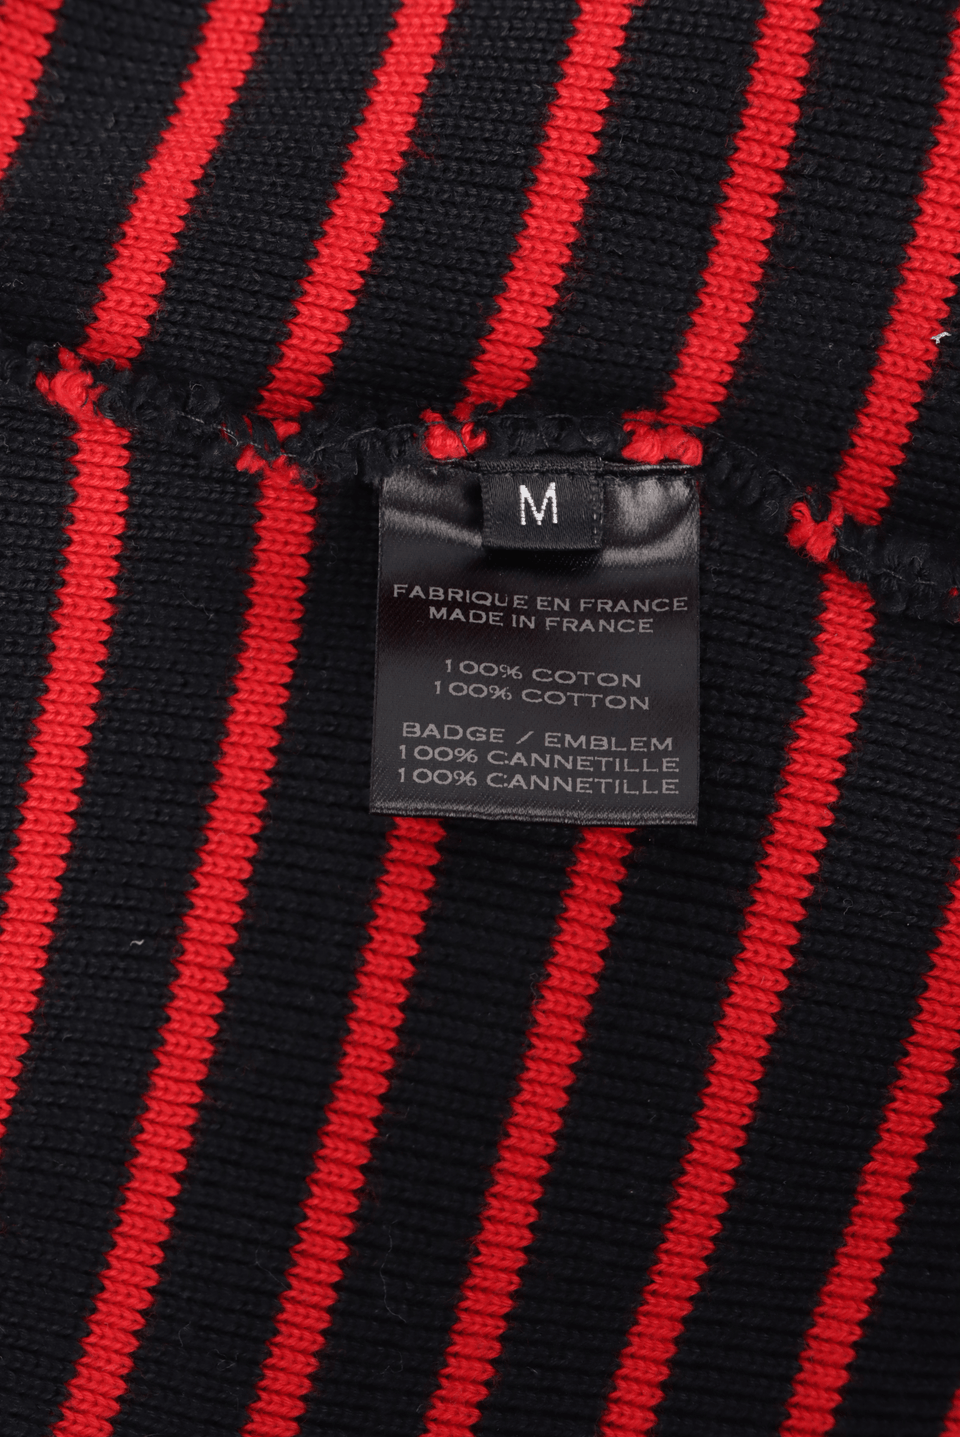 M
FABRIQUE EN FRANCE
MADE IN FRANCE
100% COTON
100% COTTON
BADGE / EMBLEM
100% CANNETILLE
100% CANNETILLE